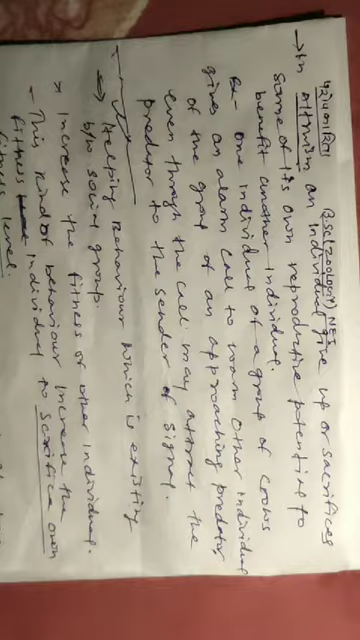 B.Sc (Zoology) NET
→ In altruism an individual give up or sacrifices
some of its own reproductive potential to
benefit another individual.
Ex- one individual of a group of crows
gives an alarm call to warn other individual
of the group of an approaching predator
even through the call may attract the
predator to the sender of signal.
⇒ Helping Behaviour which is existing
b/w social group.
> Increase the fitness of other individual.
- This kind of behaviour increase the
fitness individual to sacrifice own
fitness level.